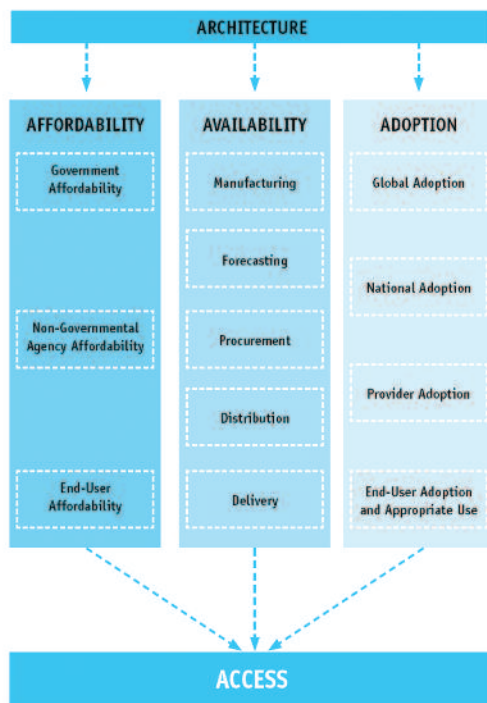 ARCHITECTURE
AFFORDABILITY
Government
Affordability
Non-Governmental
Agency Affordability
End-User
Affordability
AVAILABILITY
Manufacturing
Forecasting
Procurement
Distribution
Delivery
ADOPTION
Global Adoption
National Adoption
Provider Adoption
End-User Adoption
and Appropriate Use
ACCESS